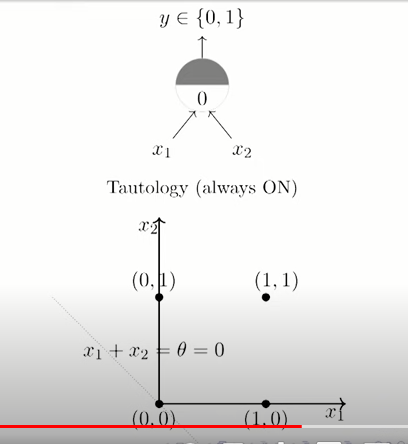 y ∈ {0, 1}
0
x₁ x₂
Tautology (always ON)
x₂
(0, 1) (1, 1)
x₁ + x₂ = θ = 0
x₁
(0, 0) (1, 0)